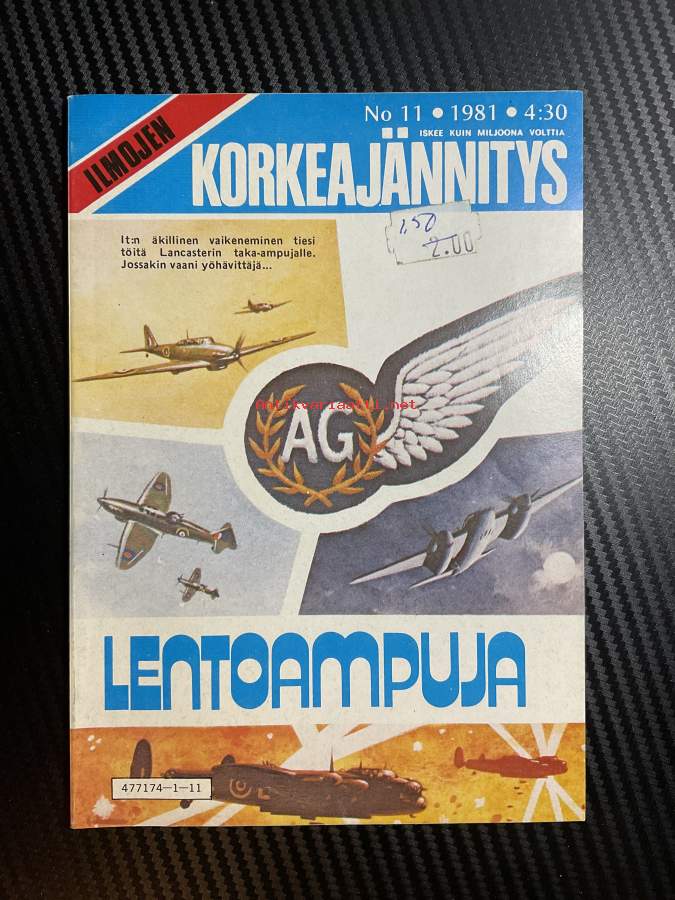 No 11 • 1981 • 4:30
ISKEE KUIN MILJOONA VOLTTIA
ILMOJEN
KORKEAJÄNNITYS
1,50
2.00
It:n äkillinen vaikeneminen tiesi
töitä Lancasterin taka-ampujalle.
Jossakin vaani yöhävittäjä...
Antikvariaatti.net
AG
LENTOAMPUJA
477174—1—11